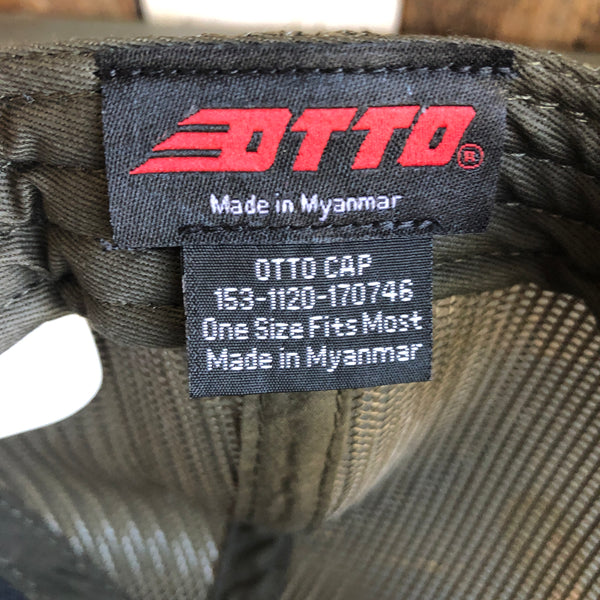 OTTO®
Made in Myanmar
OTTO CAP
153-1120-170746
One Size Fits Most
Made in Myanmar